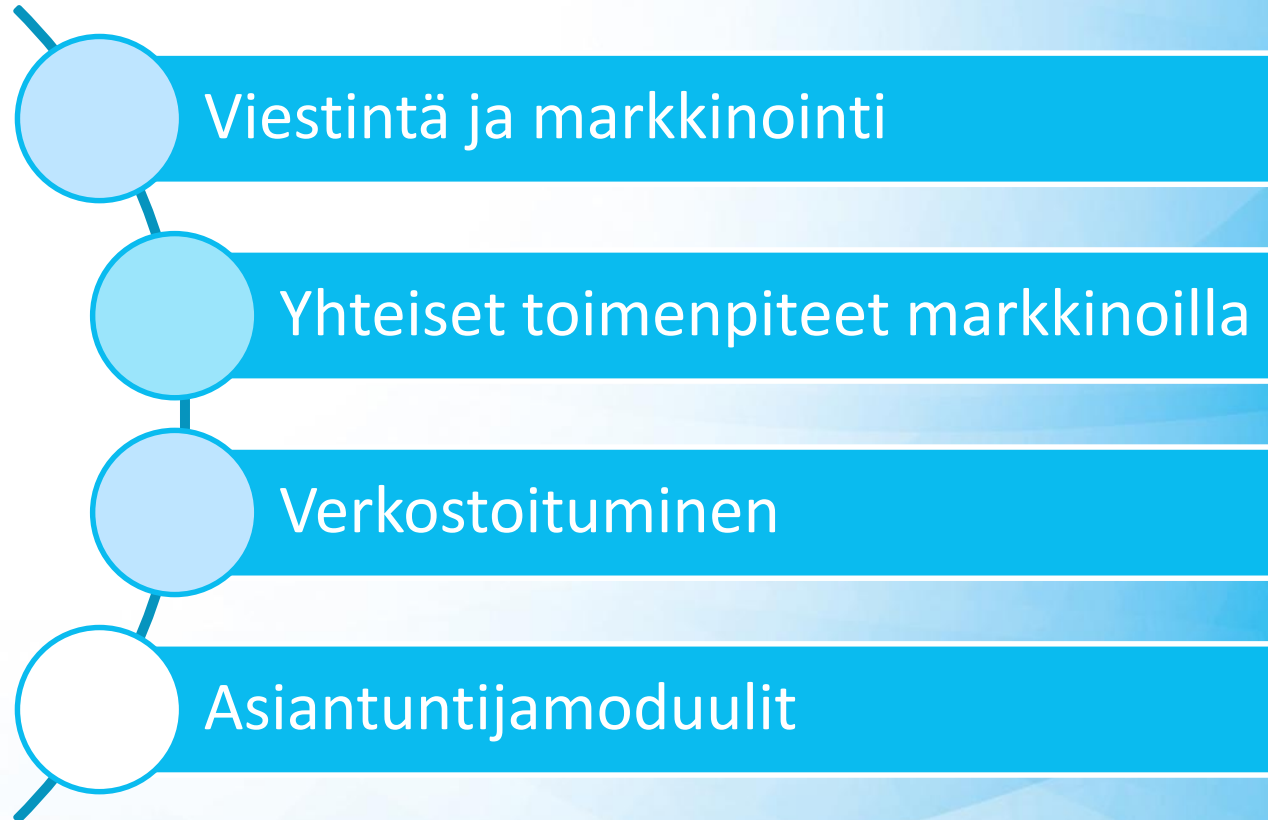 Viestintä ja markkinointi
Yhteiset toimenpiteet markkinoilla
Verkostoituminen
Asiantuntijamoduulit